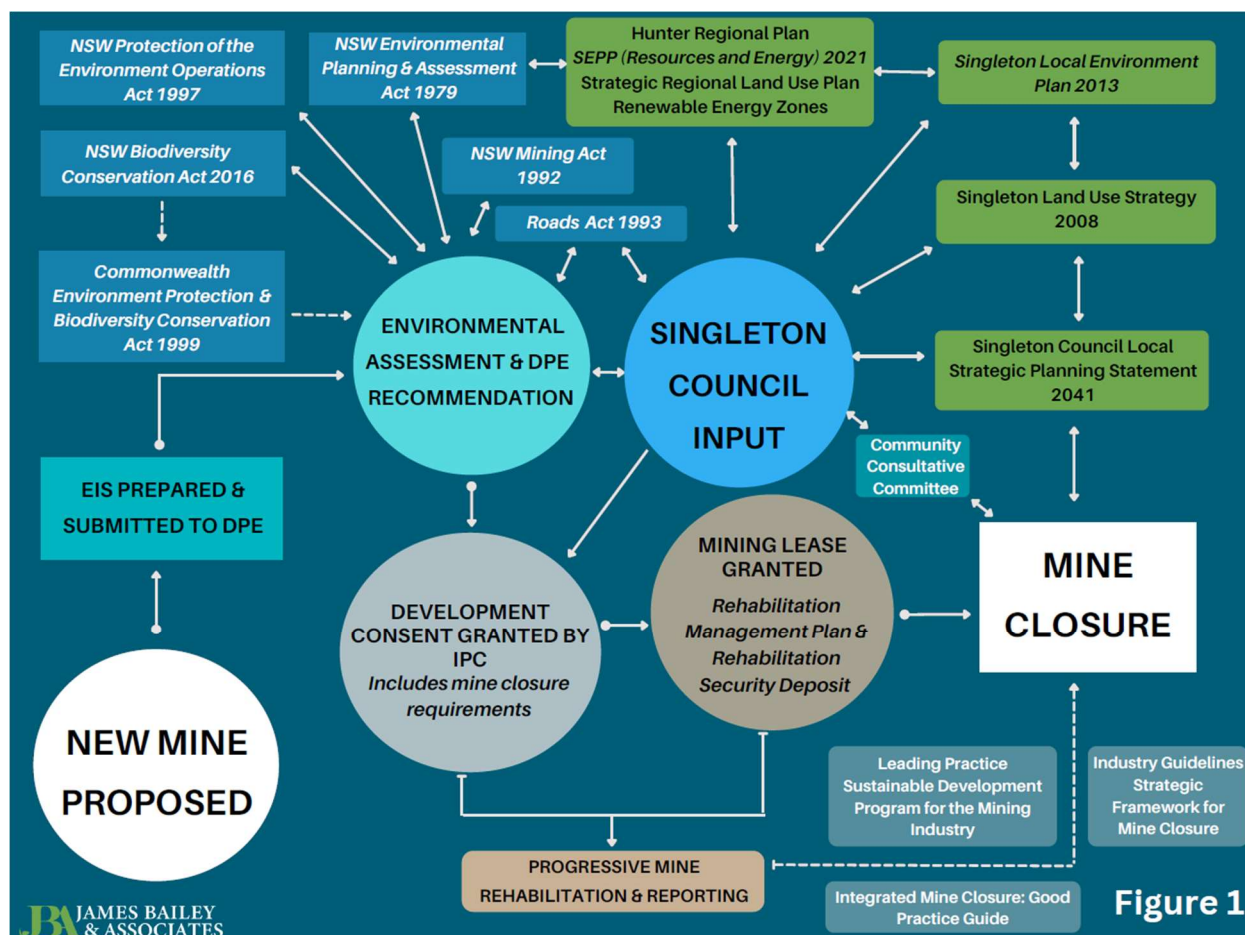 NSW Protection of the
Environment Operations
Act 1997
NSW Environmental
Planning & Assessment
Act 1979
Hunter Regional Plan
SEPP (Resources and Energy) 2021
Strategic Regional Land Use Plan
Renewable Energy Zones
Singleton Local Environment
Plan 2013
NSW Biodiversity
Conservation Act 2016
NSW Mining Act
1992
Roads Act 1993
Singleton Land Use Strategy
2008
Commonwealth
Environment Protection &
Biodiversity Conservation
Act 1999
ENVIRONMENTAL
ASSESSMENT & DPE
RECOMMENDATION
SINGLETON
COUNCIL
INPUT
Singleton Council Local
Strategic Planning Statement
2041
Community
Consultative
Committee
EIS PREPARED &
SUBMITTED TO DPE
MINING LEASE
GRANTED
Rehabilitation
Management Plan &
Rehabilitation
Security Deposit
MINE
CLOSURE
DEVELOPMENT
CONSENT GRANTED BY
IPC
Includes mine closure
requirements
NEW MINE
PROPOSED
Leading Practice
Sustainable Development
Program for the Mining
Industry
Industry Guidelines
Strategic
Framework for
Mine Closure
PROGRESSIVE MINE
REHABILITATION & REPORTING
Integrated Mine Closure: Good
Practice Guide
Figure 1
JBA JAMES BAILEY
& ASSOCIATES